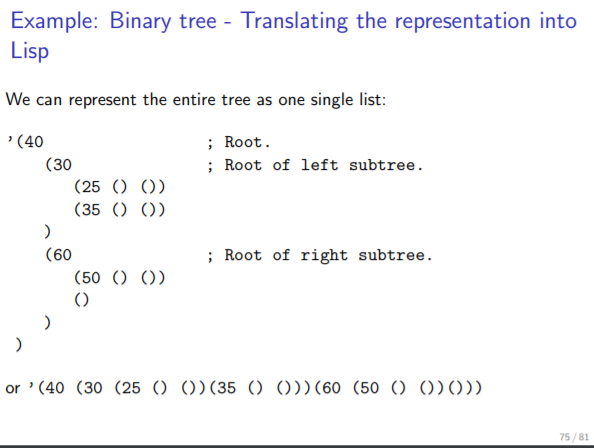 Example: Binary tree - Translating the representation into
Lisp
We can represent the entire tree as one single list:
'(40 ; Root.
(30 ; Root of left subtree.
(25 () ())
(35 () ())
)
(60 ; Root of right subtree.
(50 () ())
()
)
)
or '(40 (30 (25 () ())(35 () ()))(60 (50 () ())()))
75 / 81